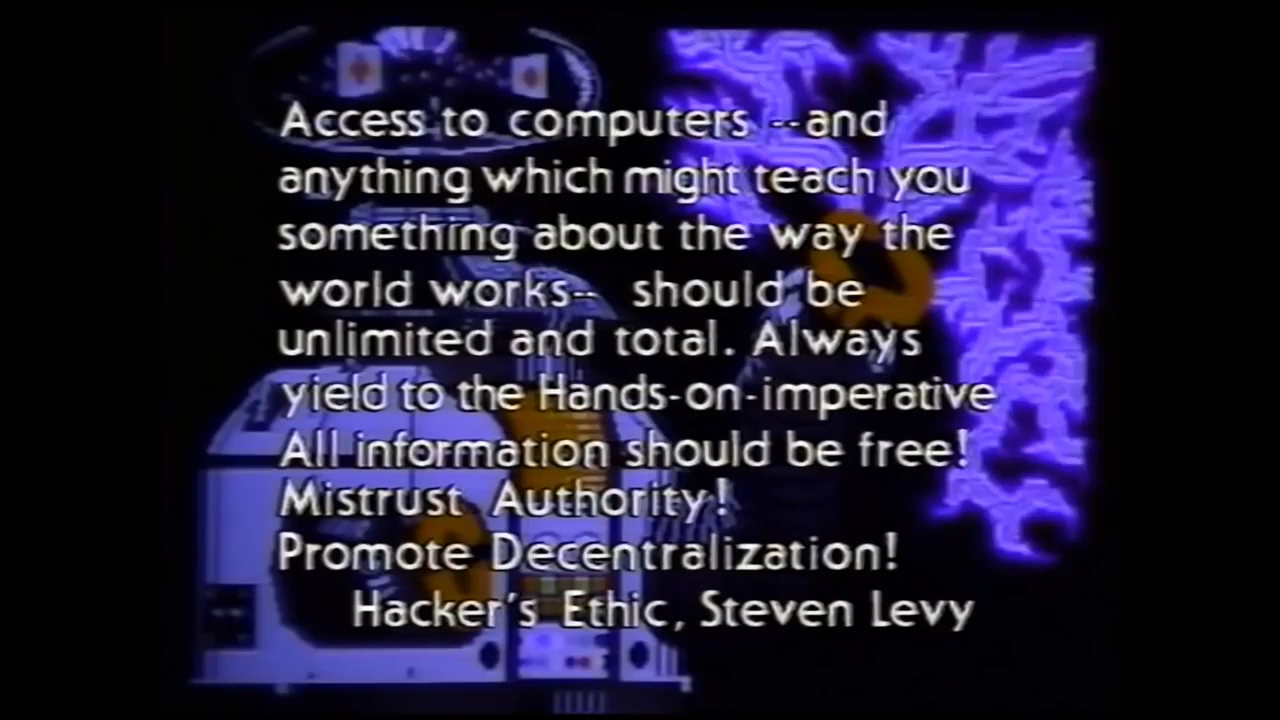 Access to computers --and
anything which might teach you
something about the way the
world works-- should be
unlimited and total. Always
yield to the Hands-on-imperative
All information should be free!
Mistrust Authority!
Promote Decentralization!
Hacker's Ethic, Steven Levy